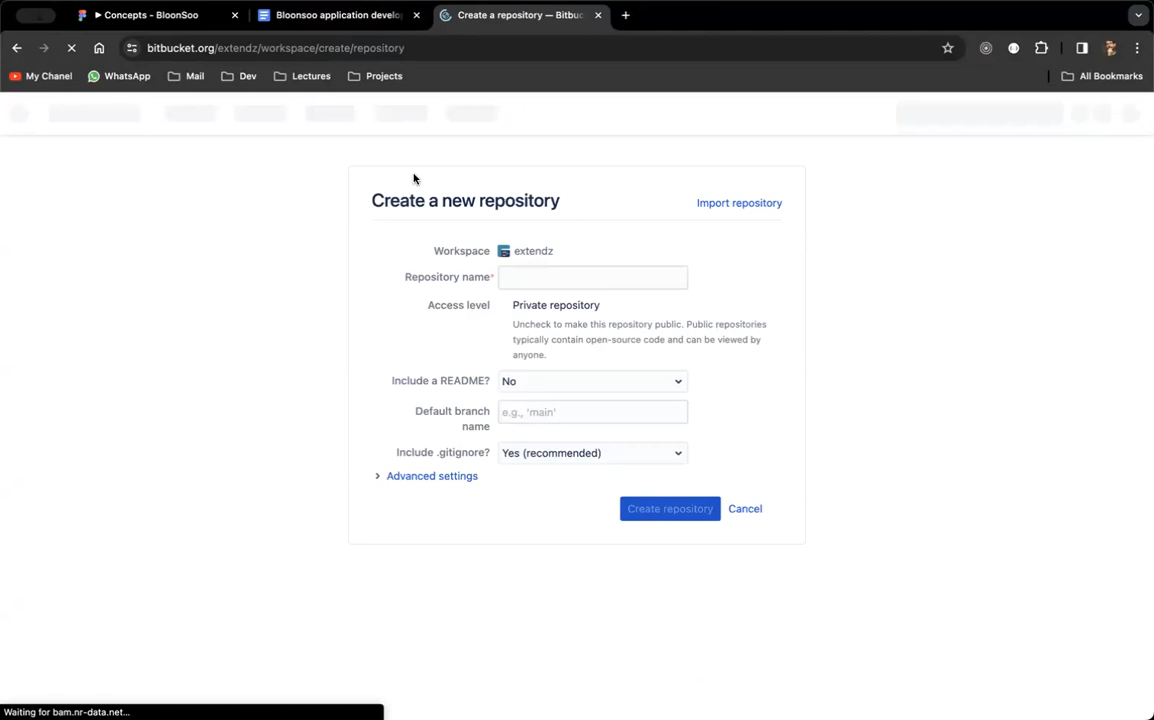 Concepts - BloonSoo
Bloonsoo application develo
Create a repository — Bitbuc
bitbucket.org/extendz/workspace/create/repository
My Chanel
WhatsApp
Mail
Dev
Lectures
Projects
All Bookmarks
Create a new repository
Import repository
Workspace extendz
Repository name*
Access level Private repository
Uncheck to make this repository public. Public repositories
typically contain open-source code and can be viewed by
anyone.
Include a README? No
Default branch
name
e.g., 'main'
Include .gitignore? Yes (recommended)
Advanced settings
Create repository Cancel
Waiting for bam.nr-data.net...